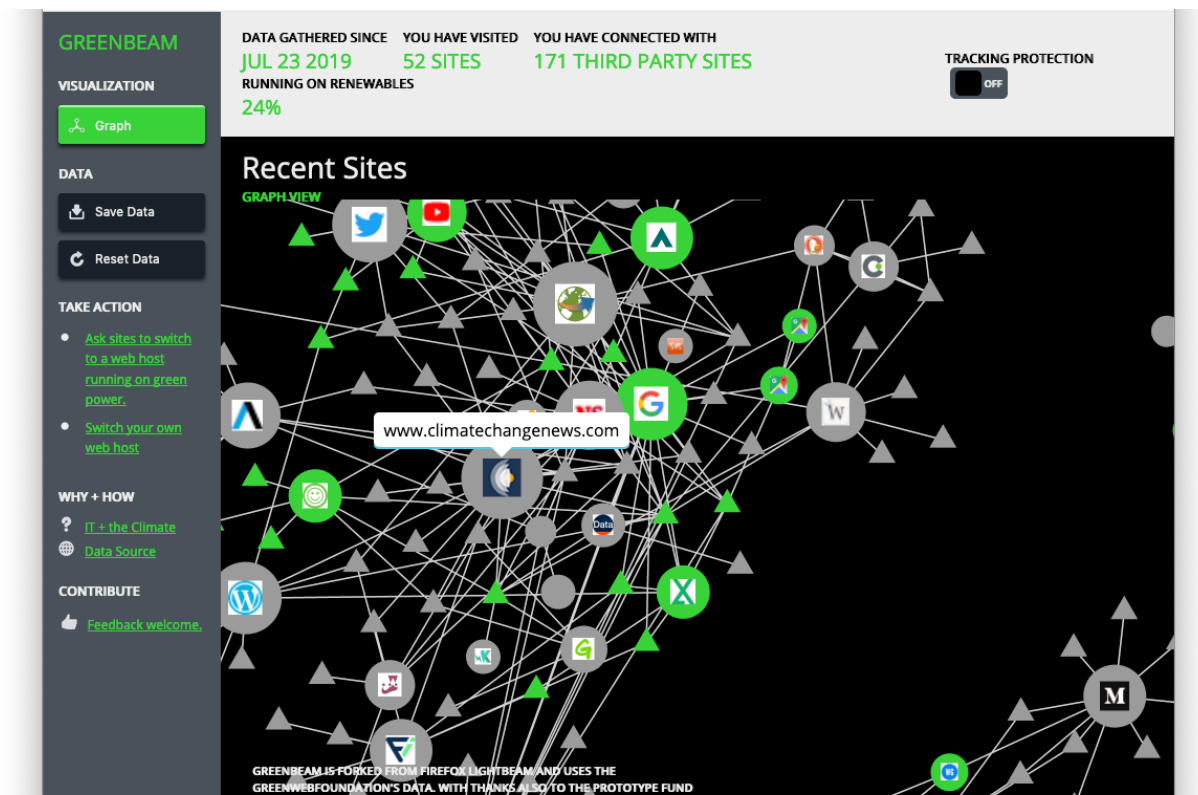 GREENBEAM
VISUALIZATION
Graph
DATA
Save Data
Reset Data
TAKE ACTION
Ask sites to switch
to a web host
running on green
power.
Switch your own
web host
WHY + HOW
IT + the Climate
Data Source
CONTRIBUTE
Feedback welcome.
DATA GATHERED SINCE
JUL 23 2019
YOU HAVE VISITED
52 SITES
YOU HAVE CONNECTED WITH
171 THIRD PARTY SITES
RUNNING ON RENEWABLES
24%
TRACKING PROTECTION
OFF
Recent Sites
GRAPH VIEW
C
G
W
www.climatechangenews.com
Data
X
K
G
M
GREENBEAM IS FORKED FROM FIREFOX LIGHTBEAM AND USES THE
GREENWEBFOUNDATION'S DATA. WITH THANKS ALSO TO THE PROTOTYPE FUND